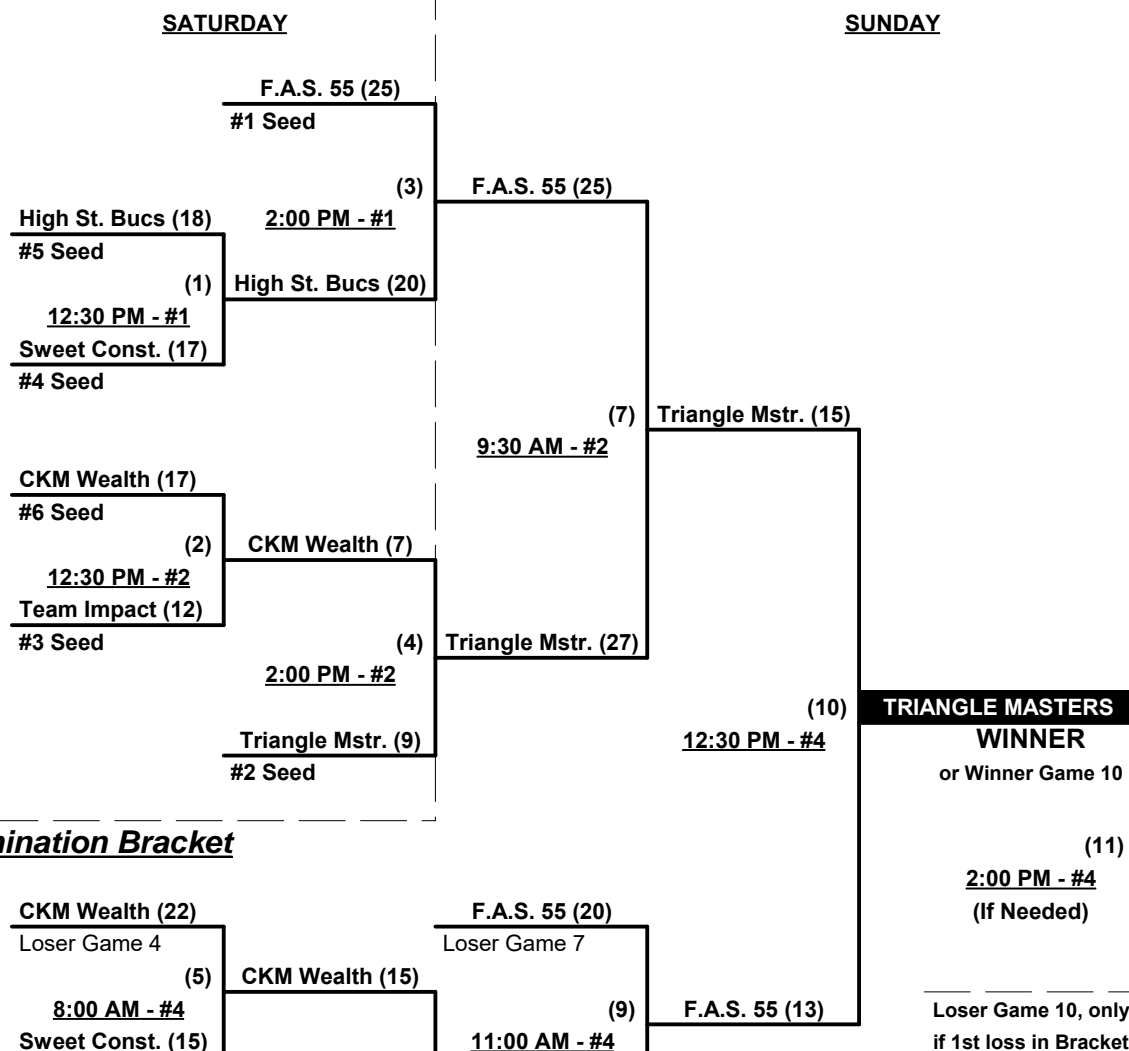 SATURDAY
SUNDAY
F.A.S. 55 (25)
#1 Seed
(3)
F.A.S. 55 (25)
High St. Bucs (18)
2:00 PM - #1
#5 Seed
(1)
High St. Bucs (20)
12:30 PM - #1
Sweet Const. (17)
#4 Seed
(7)
Triangle Mstr. (15)
9:30 AM - #2
CKM Wealth (17)
#6 Seed
(2)
CKM Wealth (7)
12:30 PM - #2
Team Impact (12)
#3 Seed
(4)
Triangle Mstr. (27)
2:00 PM - #2
(10)
TRIANGLE MASTERS
Triangle Mstr. (9)
12:30 PM - #4
WINNER
#2 Seed
or Winner Game 10
mination Bracket
(11)
2:00 PM - #4
CKM Wealth (22)
F.A.S. 55 (20)
(If Needed)
Loser Game 4
Loser Game 7
(5)
CKM Wealth (15)
8:00 AM - #4
(9)
F.A.S. 55 (13)
Loser Game 10, only
Sweet Const. (15)
11:00 AM - #4
if 1st loss in Bracket